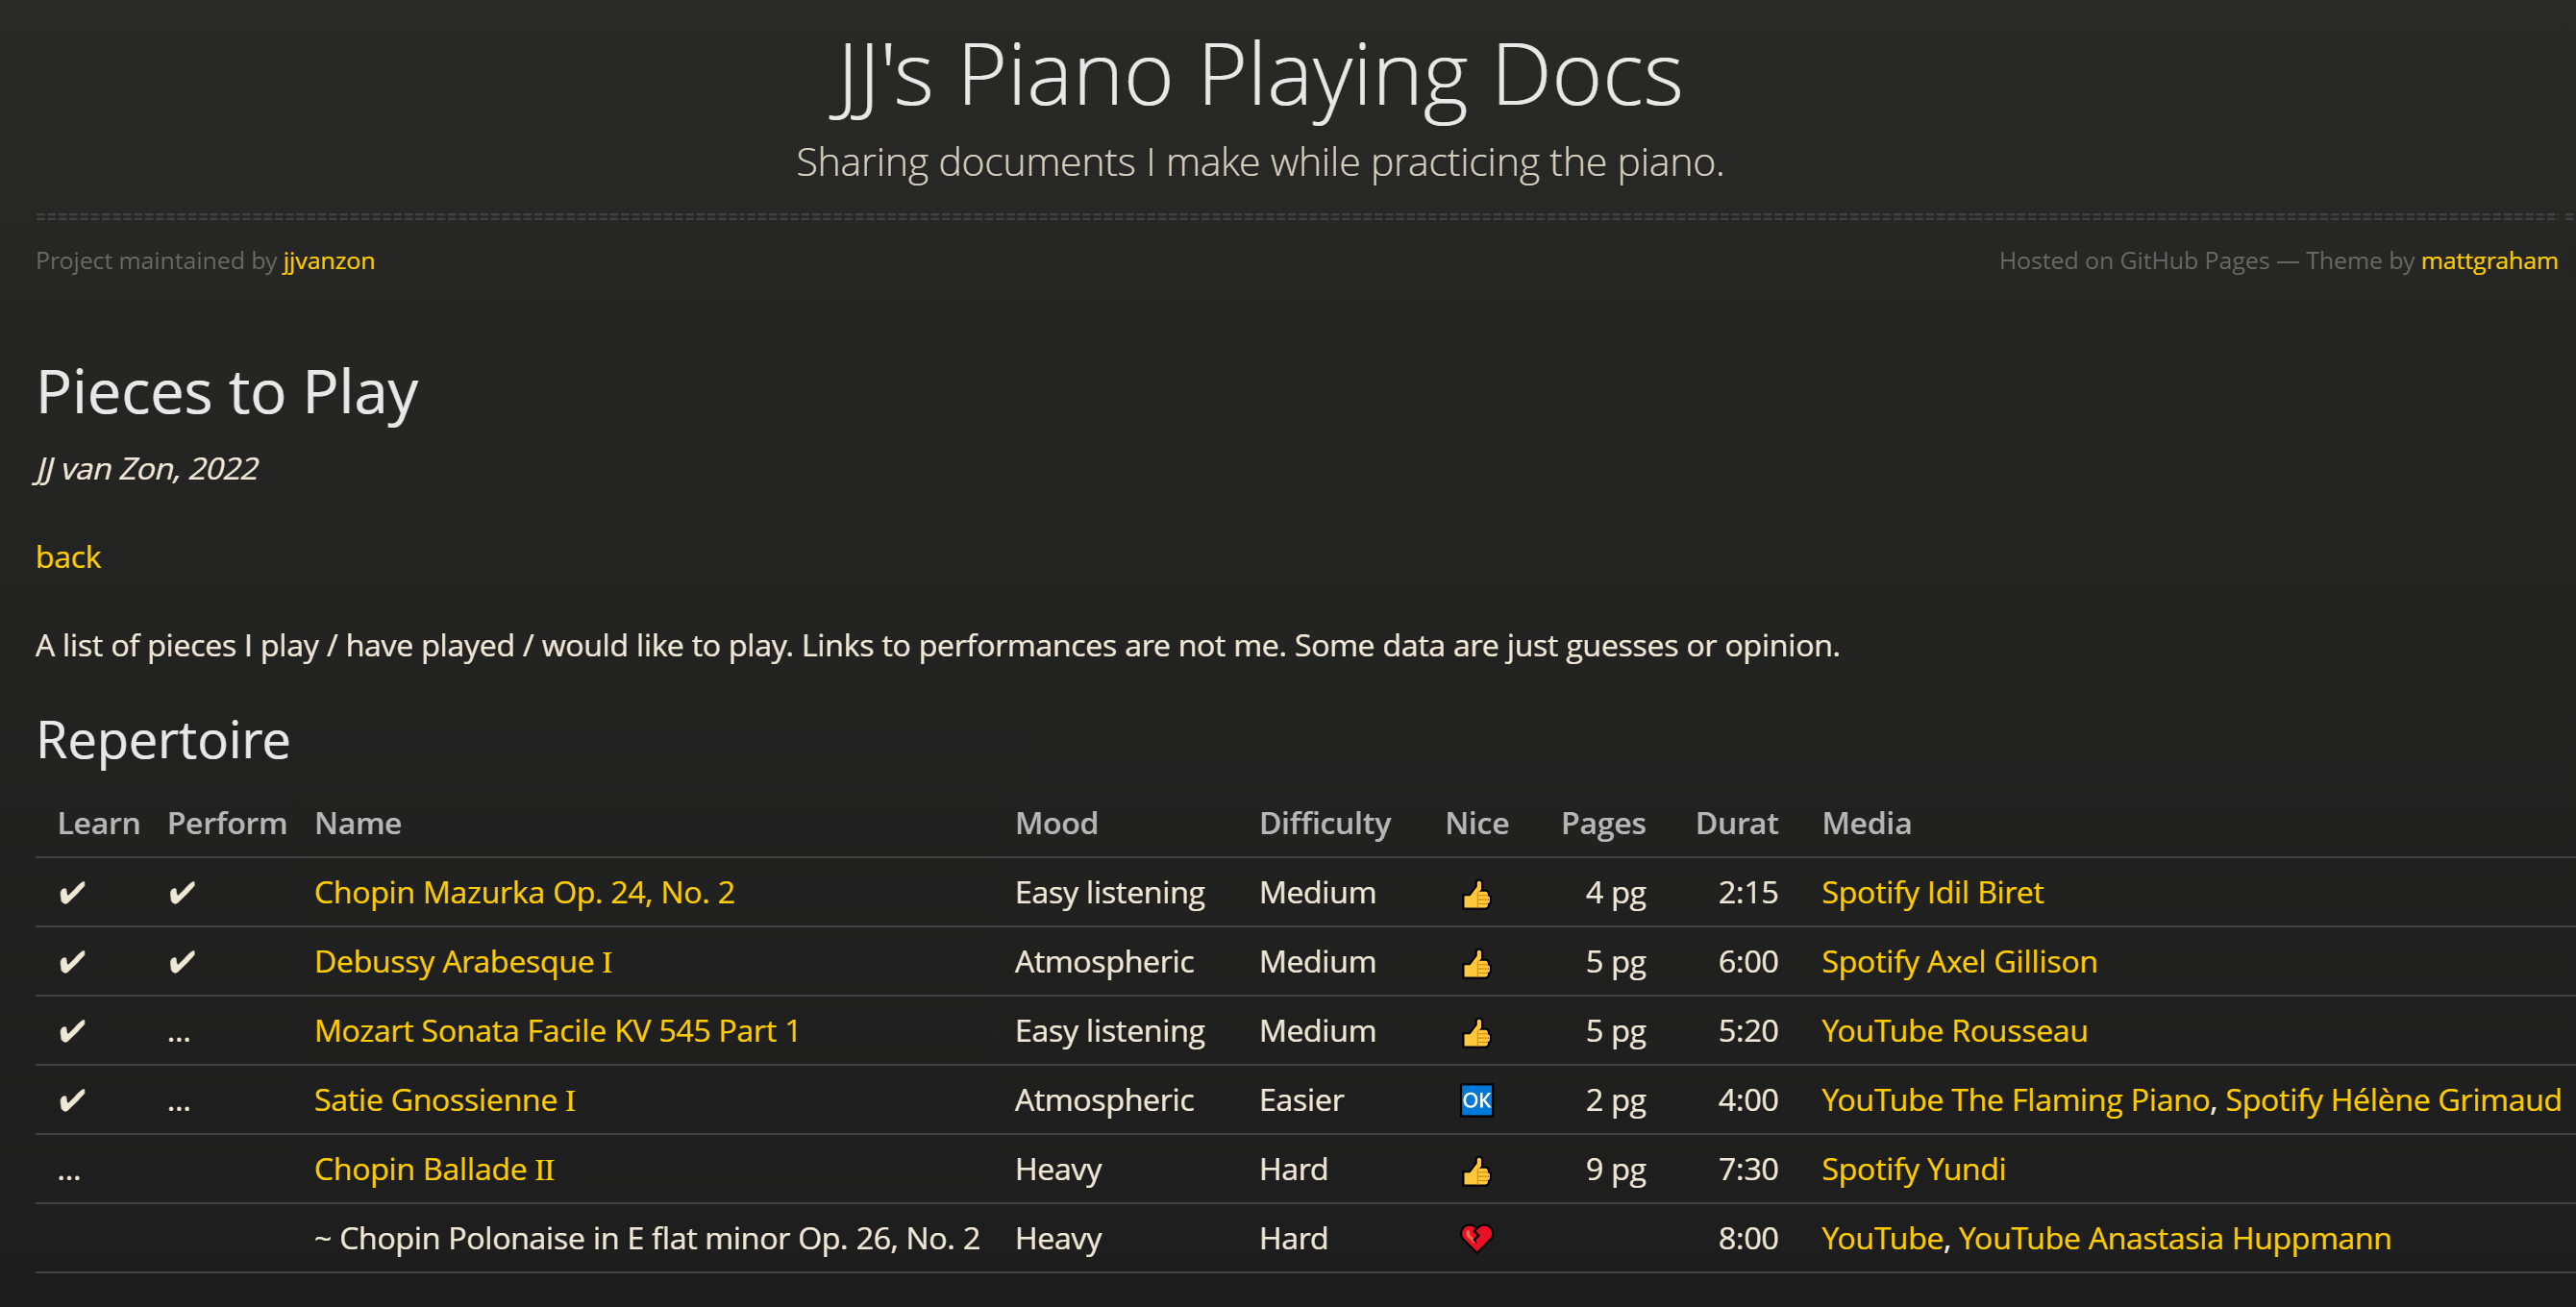 JJ's Piano Playing Docs
Sharing documents I make while practicing the piano.
Project maintained by jjvanzon
Hosted on GitHub Pages — Theme by mattgraham
Pieces to Play
JJ van Zon, 2022
back
A list of pieces I play / have played / would like to play. Links to performances are not me. Some data are just guesses or opinion.
Repertoire
Learn Perform Name Mood Difficulty Nice Pages Durat Media
✔ ✔ Chopin Mazurka Op. 24, No. 2 Easy listening Medium 👍 4 pg 2:15 Spotify Idil Biret
✔ ✔ Debussy Arabesque I Atmospheric Medium 👍 5 pg 6:00 Spotify Axel Gillison
✔ ... Mozart Sonata Facile KV 545 Part 1 Easy listening Medium 👍 5 pg 5:20 YouTube Rousseau
✔ ... Satie Gnossienne I Atmospheric Easier 🆗 2 pg 4:00 YouTube The Flaming Piano, Spotify Hélène Grimaud
... Chopin Ballade II Heavy Hard 👍 9 pg 7:30 Spotify Yundi
~ Chopin Polonaise in E flat minor Op. 26, No. 2 Heavy Hard 💔 8:00 YouTube, YouTube Anastasia Huppmann